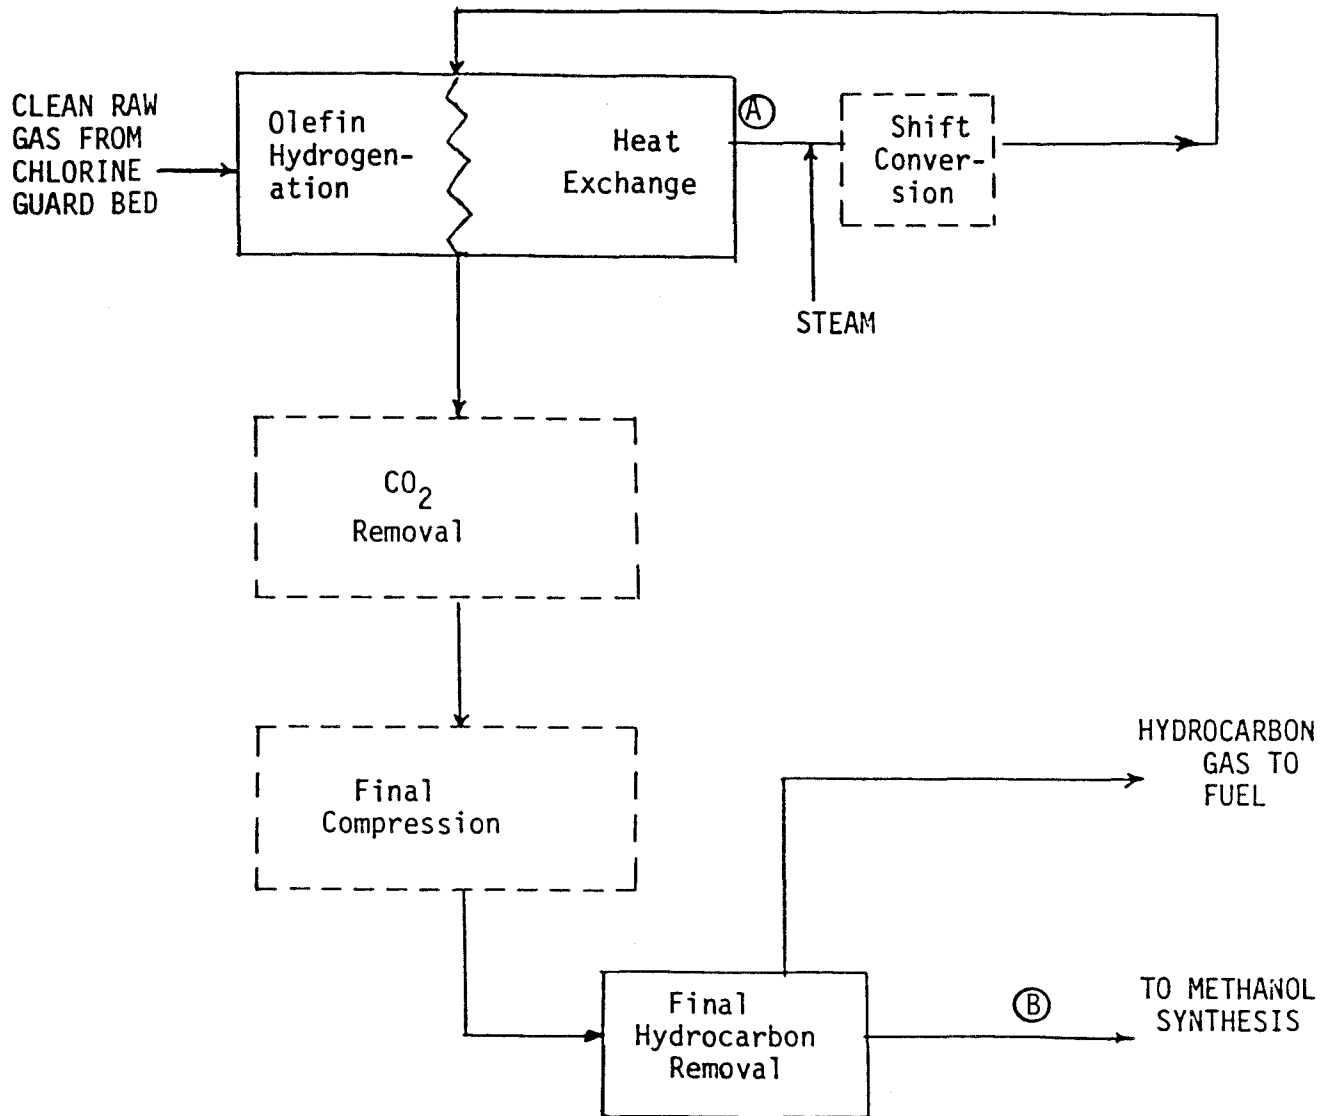 CLEAN RAW
GAS FROM
CHLORINE
GUARD BED
Olefin
Hydrogen-
ation
Heat
Exchange
A
Shift
Conver-
sion
STEAM
CO2
Removal
Final
Compression
HYDROCARBON
GAS TO
FUEL
Final
Hydrocarbon
Removal
B
TO METHANOL
SYNTHESIS